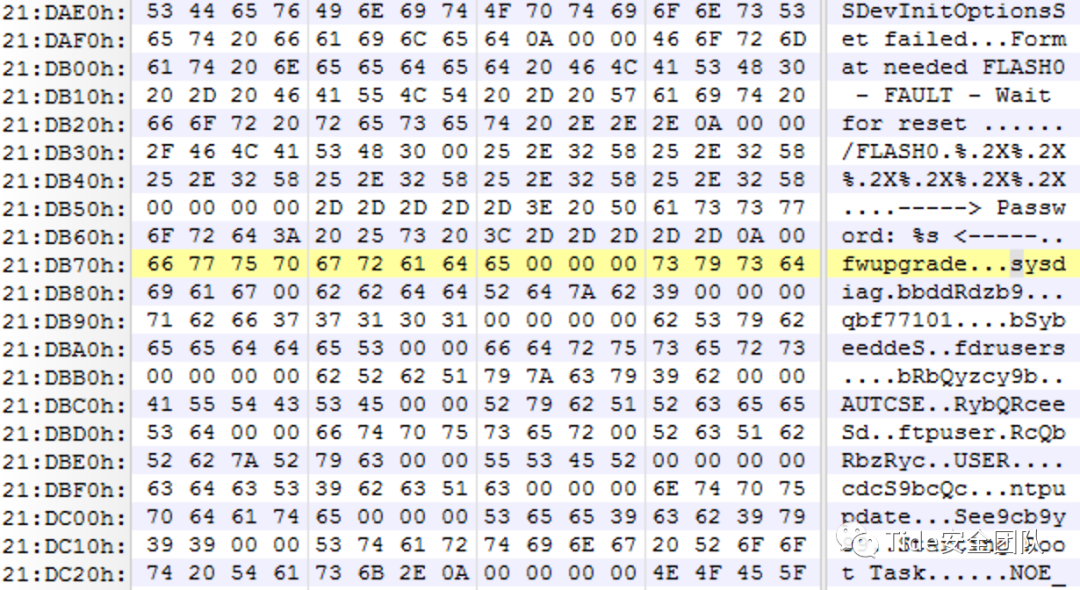 21:DAE0h: 53 44 65 76 49 6E 69 74 4F 70 74 69 6F 6E 73 53 SDevInitOptionsS
21:DAF0h: 65 74 20 66 61 69 6C 65 64 0A 00 00 46 6F 72 6D et failed...Form
21:DB00h: 61 74 20 6E 65 65 64 65 64 20 46 4C 41 53 48 30 at needed FLASH0
21:DB10h: 20 2D 20 46 41 55 4C 54 20 2D 20 57 61 69 74 20 - FAULT - Wait
21:DB20h: 66 6F 72 20 72 65 73 65 74 20 2E 2E 2E 0A 00 00 for reset ......
21:DB30h: 2F 46 4C 41 53 48 30 00 25 2E 32 58 25 2E 32 58 /FLASH0.%.2X%.2X
21:DB40h: 25 2E 32 58 25 2E 32 58 25 2E 32 58 25 2E 32 58 %.2X%.2X%.2X%.2X
21:DB50h: 00 00 00 00 2D 2D 2D 2D 2D 3E 20 50 61 73 73 77 ....-----> Passw
21:DB60h: 6F 72 64 3A 20 25 73 20 3C 2D 2D 2D 2D 2D 0A 00 ord: %s <-----..
21:DB70h: 66 77 75 70 67 72 61 64 65 00 00 00 73 79 73 64 fwupgrade...sysd
21:DB80h: 69 61 67 00 62 62 64 64 52 64 7A 62 39 00 00 00 iag.bbddRdzb9...
21:DB90h: 71 62 66 37 37 31 30 31 00 00 00 00 62 53 79 62 qbf77101....bSyb
21:DBA0h: 65 65 64 64 65 53 00 00 66 64 72 75 73 65 72 73 eeddeS..fdrusers
21:DBB0h: 00 00 00 00 62 52 62 51 79 7A 63 79 39 62 00 00 ....bRbQyzcy9b..
21:DBC0h: 41 55 54 43 53 45 00 00 52 79 62 51 52 63 65 65 AUTCSE..RybQRcee
21:DBD0h: 53 64 00 00 66 74 70 75 73 65 72 00 52 63 51 62 Sd..ftpuser.RcQb
21:DBE0h: 52 62 7A 52 79 63 00 00 55 53 45 52 00 00 00 00 RbzRyc..USER....
21:DBF0h: 63 64 63 53 39 62 63 51 63 00 00 00 6E 74 70 75 cdcS9bcQc...ntpu
21:DC00h: 70 64 61 74 65 00 00 00 53 65 65 39 63 62 39 79 pdate...See9cb9y
21:DC10h: 39 39 00 00 53 74 61 72 74 69 6E 67 20 52 6F 6F 99..Starting Roo
21:DC20h: 74 20 54 61 73 6B 2E 0A 00 00 00 00 4E 4F 45 5F t Task......NOE_
Tide安全团队